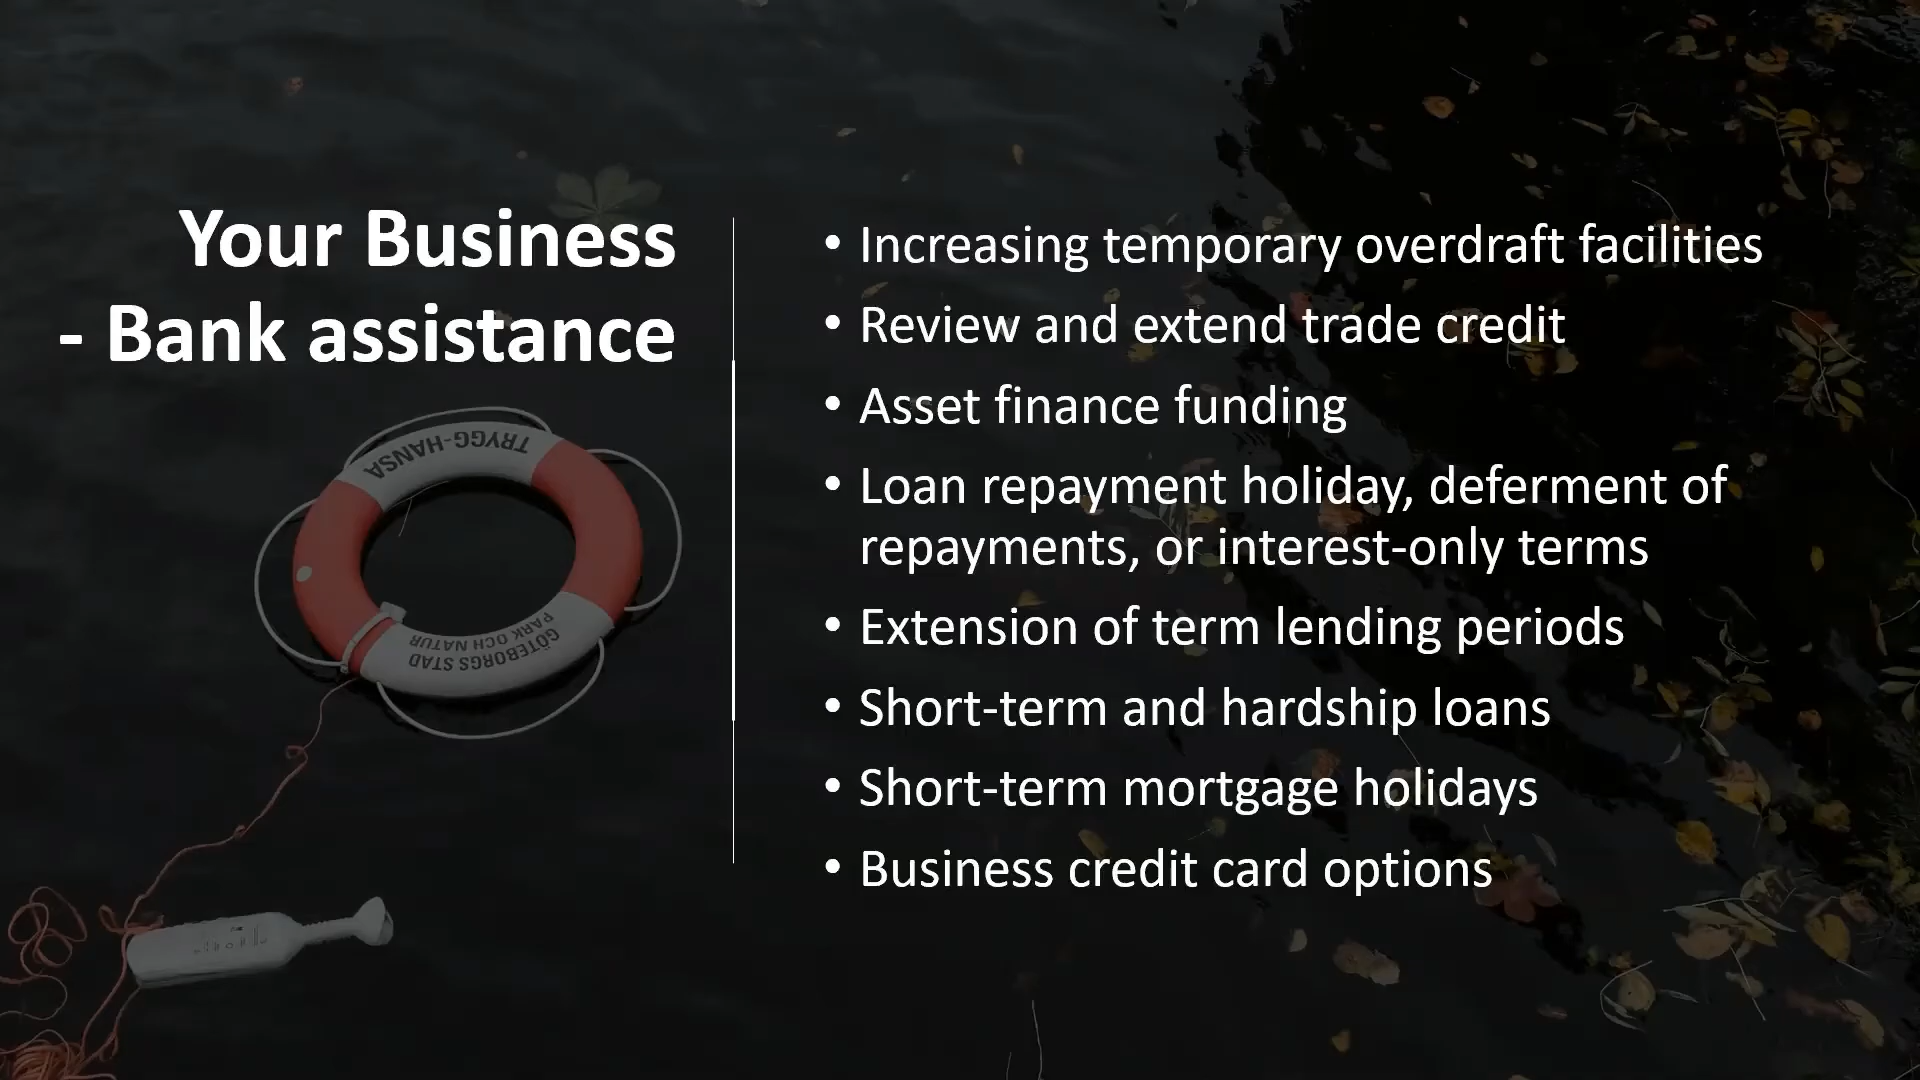 Your Business
- Bank assistance
• Increasing temporary overdraft facilities
• Review and extend trade credit
• Asset finance funding
• Loan repayment holiday, deferment of
repayments, or interest-only terms
• Extension of term lending periods
• Short-term and hardship loans
• Short-term mortgage holidays
• Business credit card options
TRYGG-HANSA
GÖTEBORGS STAD
PARK OCH NATUR